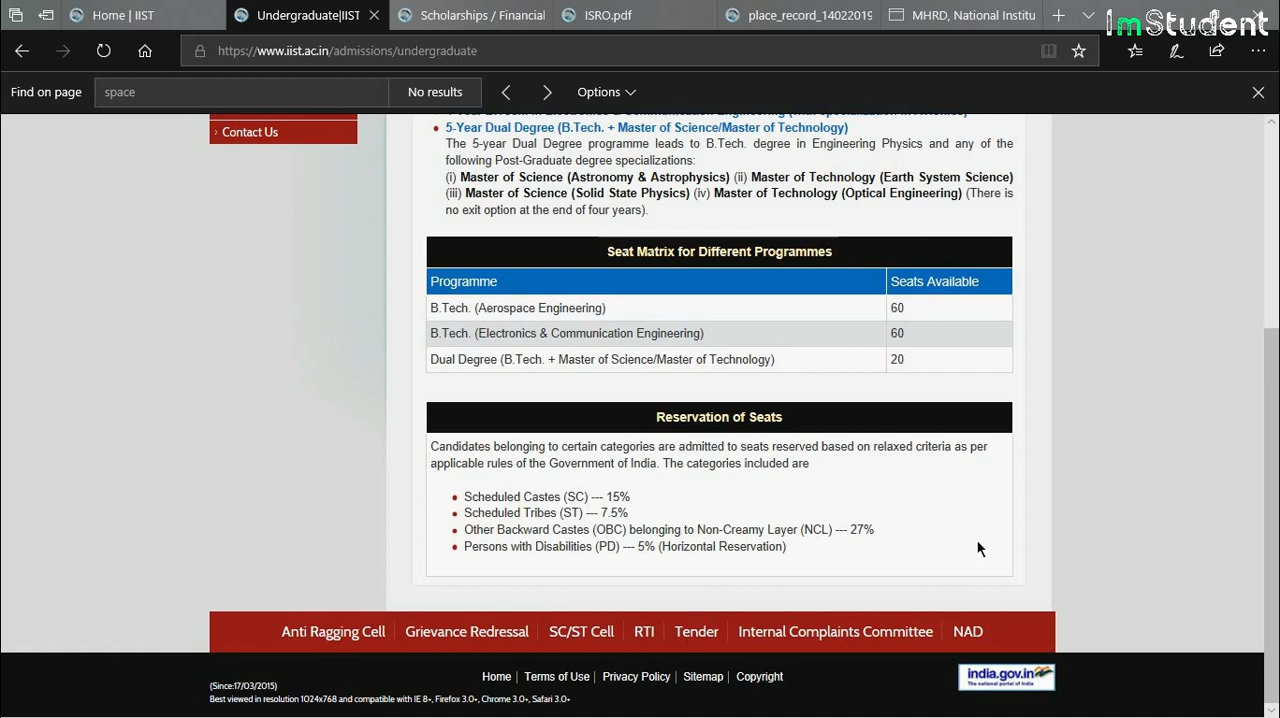 Home | IIST
Undergraduate|IIST
Scholarships / Financial
ISRO.pdf
place_record_14022019
MHRD, National Institu
1mStudent
https://www.iist.ac.in/admissions/undergraduate
Find on page
space
No results
Options
› Contact Us
5-Year Dual Degree (B.Tech. + Master of Science/Master of Technology)
The 5-year Dual Degree programme leads to B.Tech. degree in Engineering Physics and any of the
following Post-Graduate degree specializations:
(i) Master of Science (Astronomy & Astrophysics) (ii) Master of Technology (Earth System Science)
(iii) Master of Science (Solid State Physics) (iv) Master of Technology (Optical Engineering) (There is
no exit option at the end of four years).
Seat Matrix for Different Programmes
Programme Seats Available
B.Tech. (Aerospace Engineering) 60
B.Tech. (Electronics & Communication Engineering) 60
Dual Degree (B.Tech. + Master of Science/Master of Technology) 20
Reservation of Seats
Candidates belonging to certain categories are admitted to seats reserved based on relaxed criteria as per
applicable rules of the Government of India. The categories included are
Scheduled Castes (SC) --- 15%
Scheduled Tribes (ST) --- 7.5%
Other Backward Castes (OBC) belonging to Non-Creamy Layer (NCL) --- 27%
Persons with Disabilities (PD) --- 5% (Horizontal Reservation)
Anti Ragging Cell Grievance Redressal SC/ST Cell RTI Tender Internal Complaints Committee NAD
Home Terms of Use Privacy Policy Sitemap Copyright
(Since:17/03/2015)
Best viewed in resolution 1024x768 and compatible with IE 8+, Firefox 3.0+, Chrome 3.0+, Safari 3.0+
india.gov.in
The national portal of India